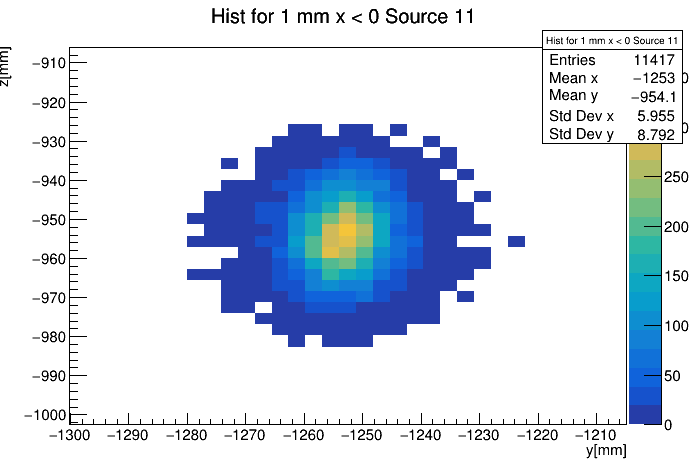 Hist for 1 mm x < 0 Source 11
z[mm]
Hist for 1 mm x < 0 Source 11
Entries 11417
Mean x −1253
Mean y −954.1
Std Dev x 5.955
Std Dev y 8.792
−910
−920
−930
−940
−950
−960
−970
−980
−990
−1000
−1300 −1290 −1280 −1270 −1260 −1250 −1240 −1230 −1220 −1210
y[mm]
250
200
150
100
50
0